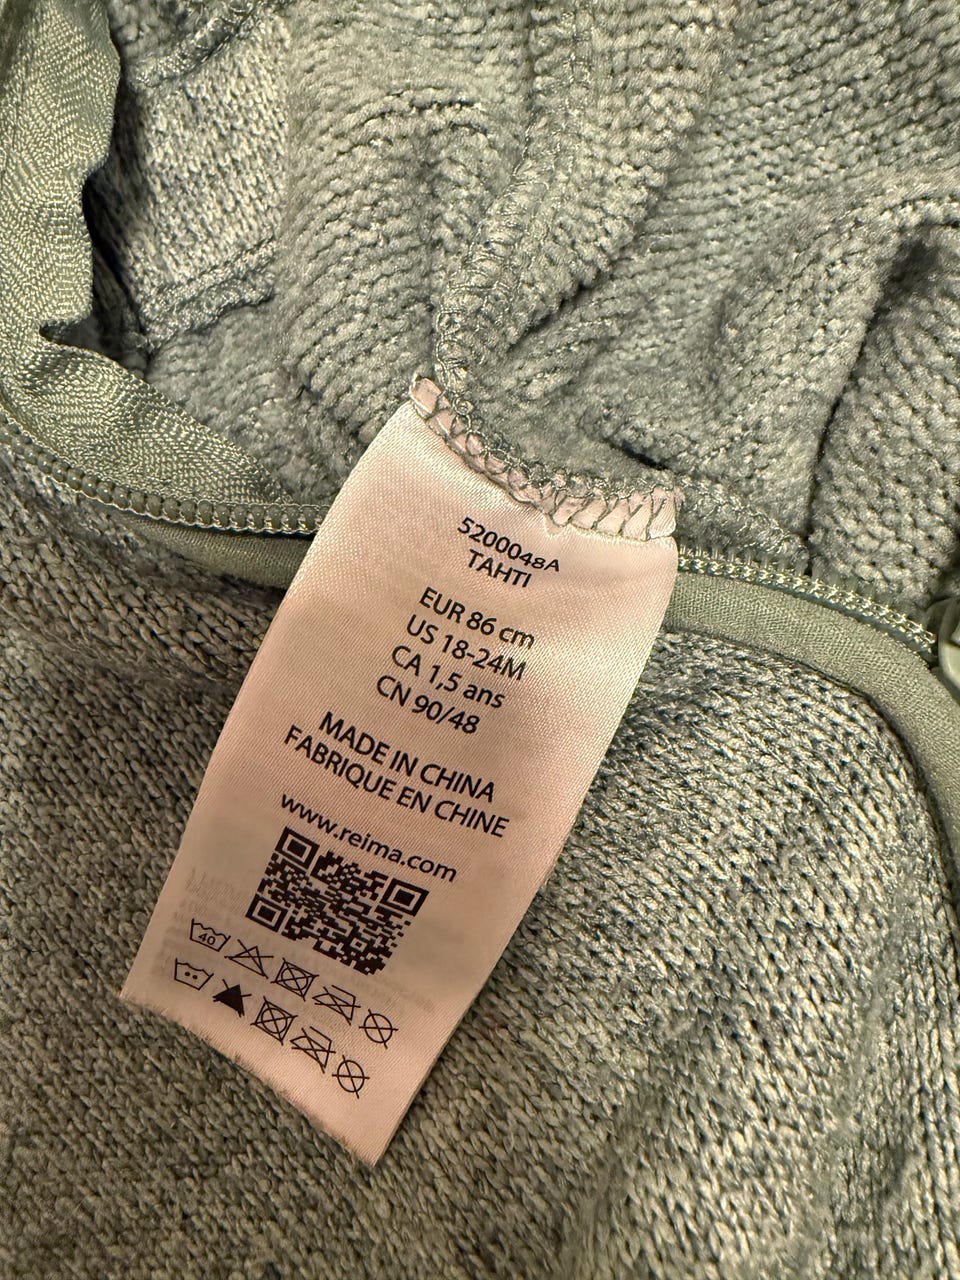 5200048A
TAHTI
EUR 86 cm
US 18-24M
CA 1,5 ans
CN 90/48
MADE IN CHINA
FABRIQUE EN CHINE
www.reima.com
40